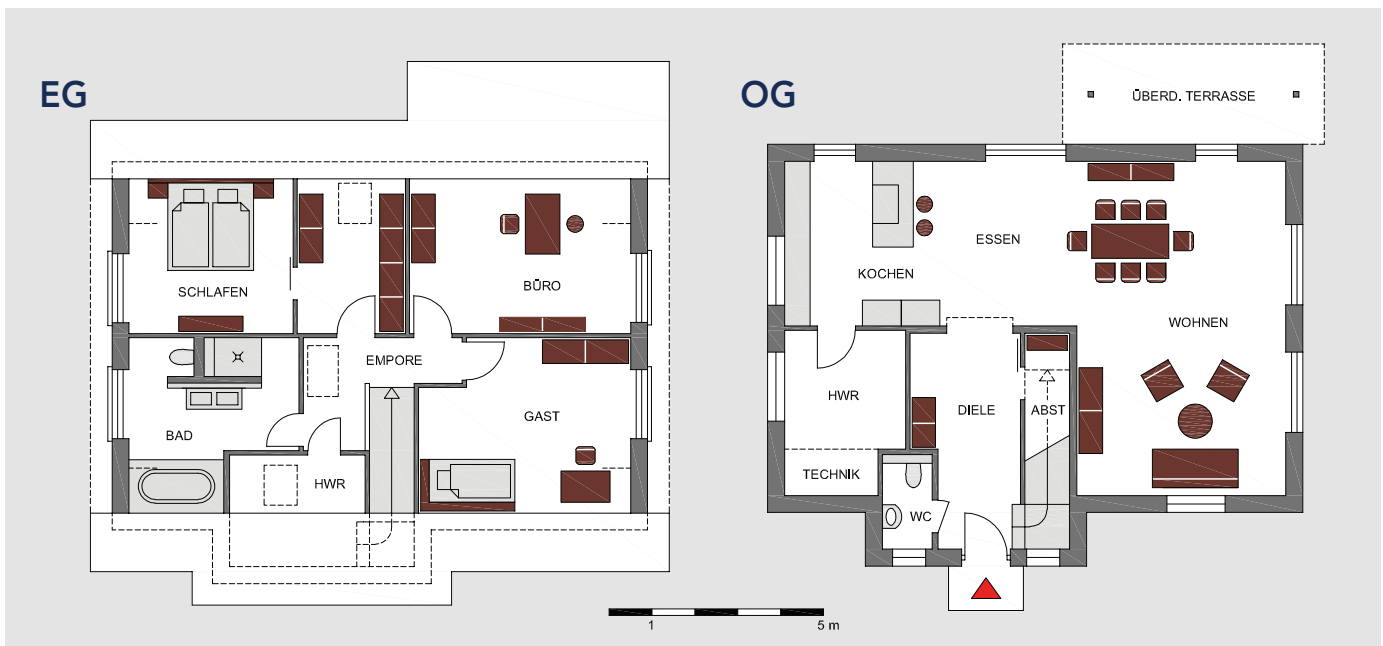 EG
SCHLAFEN
BÜRO
EMPORE
BAD
GAST
HWR
OG
ÜBERD. TERRASSE
ESSEN
KOCHEN
WOHNEN
HWR
DIELE
ABST
TECHNIK
WC
1
5 m